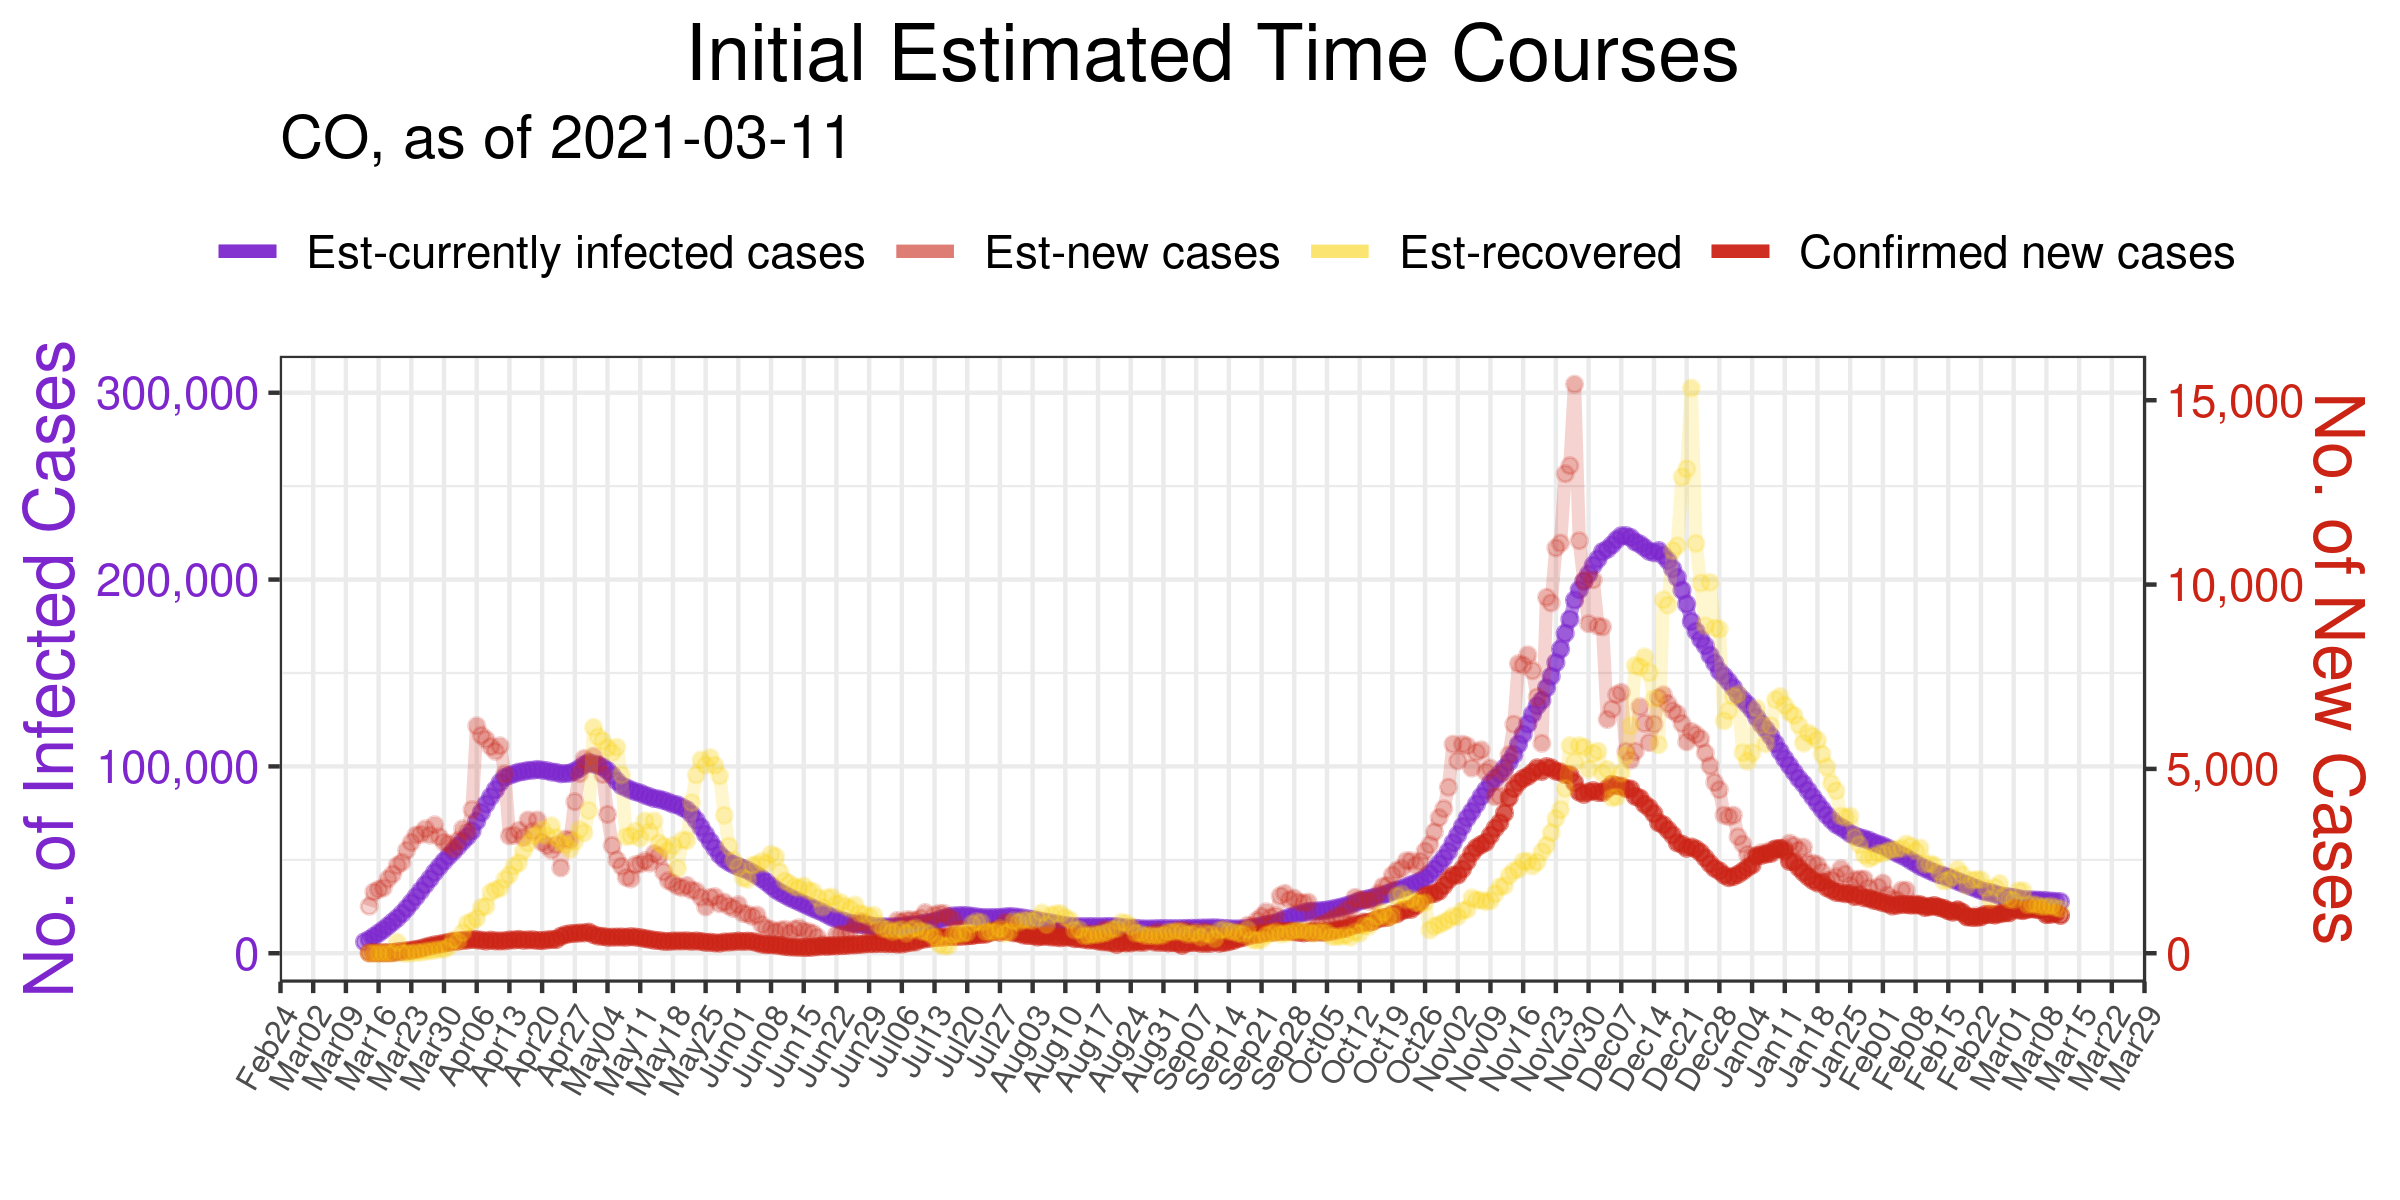 Initial Estimated Time Courses
CO, as of 2021-03-11
Est-currently infected cases
Est-new cases
Est-recovered
Confirmed new cases
No. of Infected Cases
300,000
200,000
100,000
0
15,000
10,000
5,000
0
No. of New Cases
Feb24
Mar02
Mar09
Mar16
Mar23
Mar30
Apr06
Apr13
Apr20
Apr27
May04
May11
May18
May25
Jun01
Jun08
Jun15
Jun22
Jun29
Jul06
Jul13
Jul20
Jul27
Aug03
Aug10
Aug17
Aug24
Aug31
Sep07
Sep14
Sep21
Sep28
Oct05
Oct12
Oct19
Oct26
Nov02
Nov09
Nov16
Nov23
Nov30
Dec07
Dec14
Dec21
Dec28
Jan04
Jan11
Jan18
Jan25
Feb01
Feb08
Feb15
Feb22
Mar01
Mar08
Mar15
Mar22
Mar29